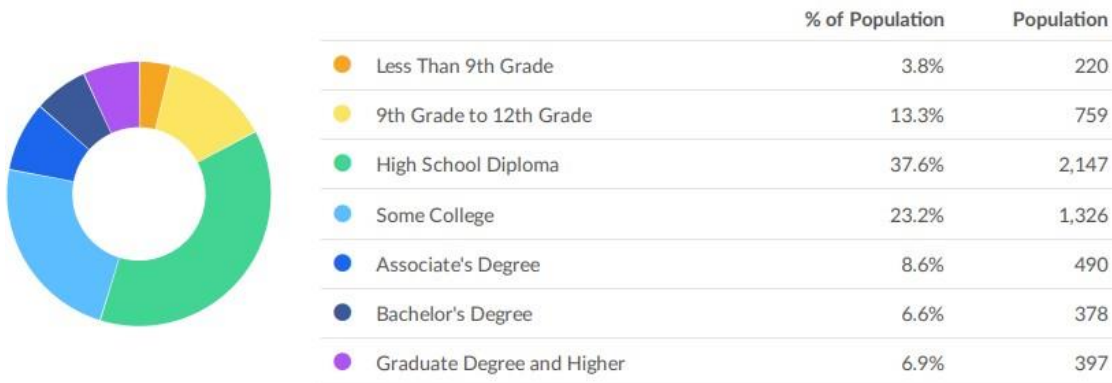 % of Population Population
Less Than 9th Grade 3.8% 220
9th Grade to 12th Grade 13.3% 759
High School Diploma 37.6% 2,147
Some College 23.2% 1,326
Associate's Degree 8.6% 490
Bachelor's Degree 6.6% 378
Graduate Degree and Higher 6.9% 397